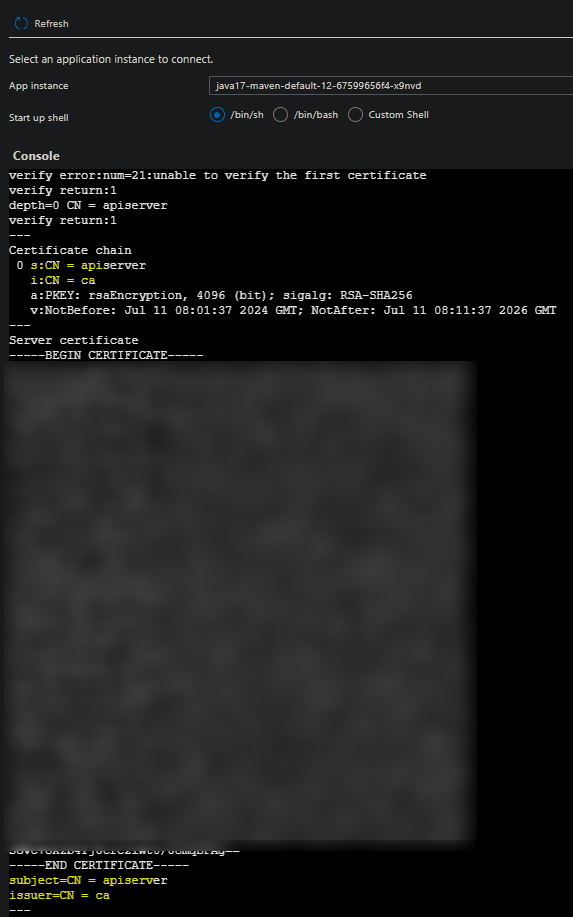 Refresh
Select an application instance to connect.
App instance
java17-maven-default-12-67599656f4-x9nvd
Start up shell
/bin/sh /bin/bash Custom Shell
Console
verify error:num=21:unable to verify the first certificate
verify return:1
depth=0 CN = apiserver
verify return:1
---
Certificate chain
0 s:CN = apiserver
i:CN = ca
a:PKEY: rsaEncryption, 4096 (bit); sigalg: RSA-SHA256
v:NotBefore: Jul 11 08:01:37 2024 GMT; NotAfter: Jul 11 08:11:37 2026 GMT
---
Server certificate
-----BEGIN CERTIFICATE-----
-----END CERTIFICATE-----
subject=CN = apiserver
issuer=CN = ca
---